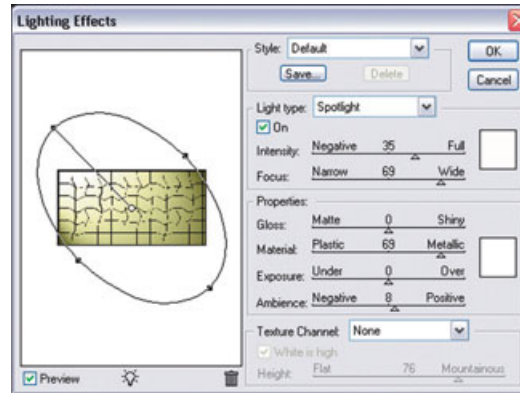 Lighting Effects
Style: Default
OK
Save...
Delete
Cancel
Light type: Spotlight
On
Intensity: Negative 35 Full
Focus: Narrow 69 Wide
Properties:
Gloss: Matte 0 Shiny
Material: Plastic 69 Metallic
Exposure: Under 0 Over
Ambience: Negative 8 Positive
Texture Channel: None
White is high
Height: Flat 76 Mountainous
Preview